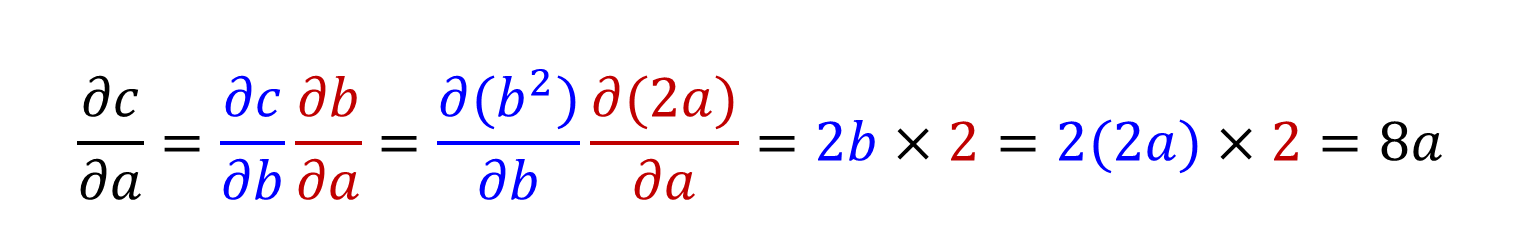 ∂c/∂a = ∂c/∂b ∂b/∂a = ∂(b²)/∂b ∂(2a)/∂a = 2b × 2 = 2(2a) × 2 = 8a